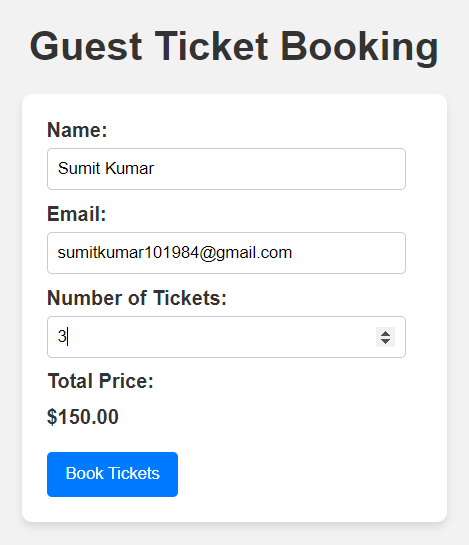 Guest Ticket Booking
Name:
Sumit Kumar
Email:
sumitkumar101984@gmail.com
Number of Tickets:
3
Total Price:
$150.00
Book Tickets